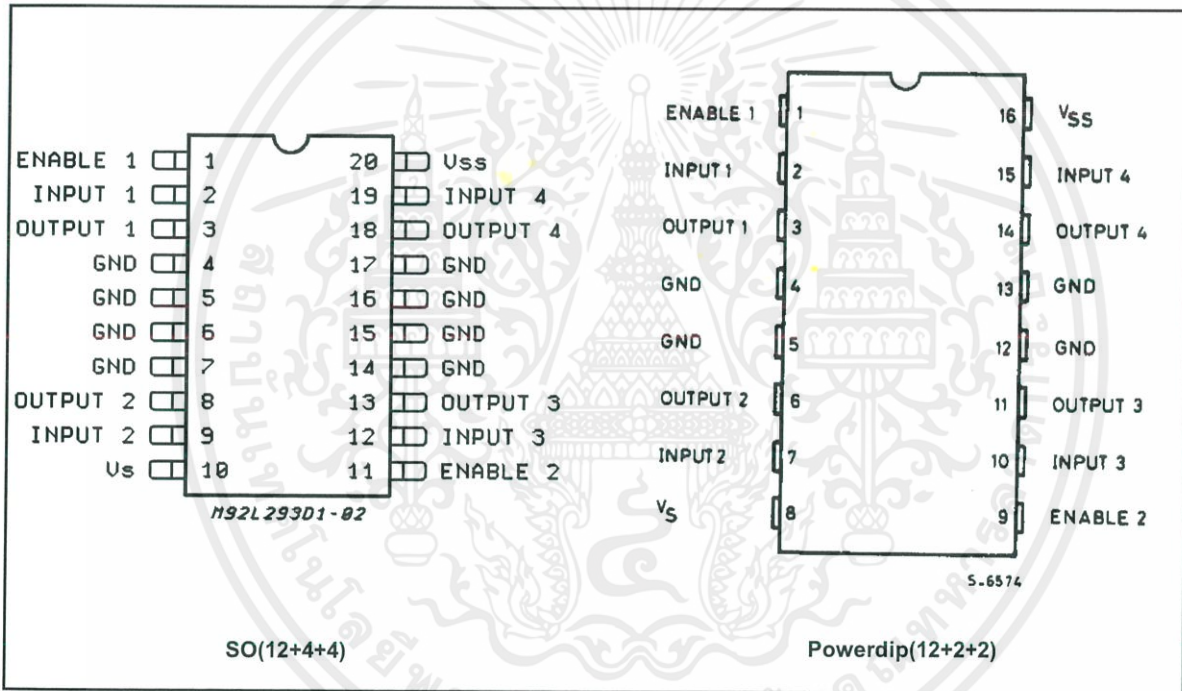 ENABLE 1 1 20 Vss
INPUT 1 2 19 INPUT 4
OUTPUT 1 3 18 OUTPUT 4
GND 4 17 GND
GND 5 16 GND
GND 6 15 GND
GND 7 14 GND
OUTPUT 2 8 13 OUTPUT 3
INPUT 2 9 12 INPUT 3
Vs 10 11 ENABLE 2
M92L293D1-02
SO(12+4+4)
ENABLE 1 1 16 VSS
INPUT 1 2 15 INPUT 4
OUTPUT 1 3 14 OUTPUT 4
GND 4 13 GND
GND 5 12 GND
OUTPUT 2 6 11 OUTPUT 3
INPUT 2 7 10 INPUT 3
VS 8 9 ENABLE 2
S-6574
Powerdip(12+2+2)